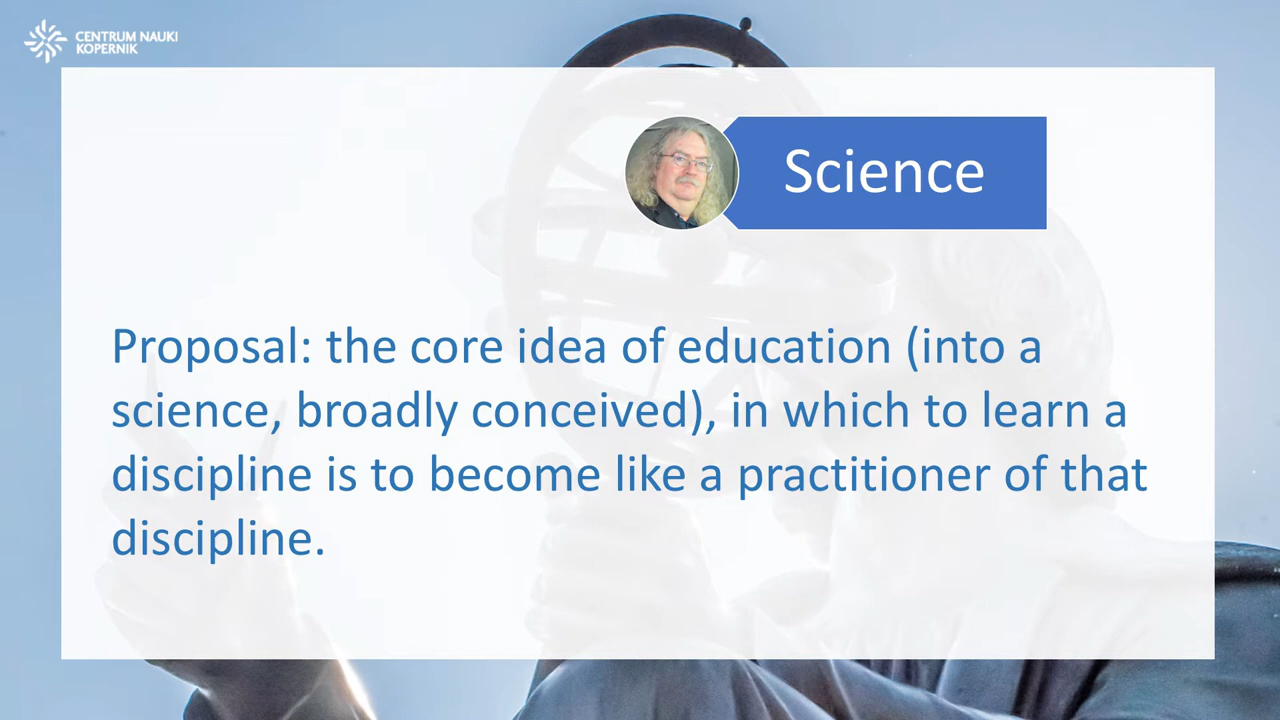 CENTRUM NAUKI
KOPERNIK
Science
Proposal: the core idea of education (into a
science, broadly conceived), in which to learn a
discipline is to become like a practitioner of that
discipline.